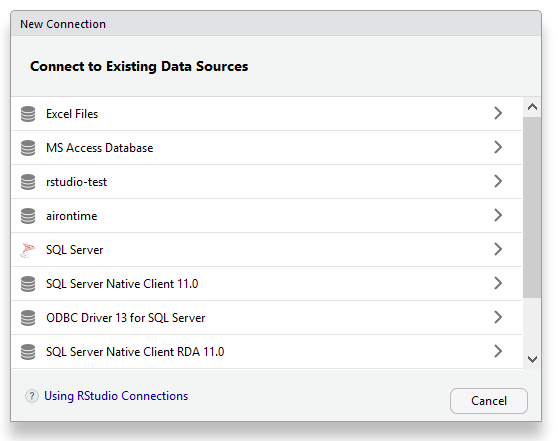 New Connection
Connect to Existing Data Sources
Excel Files
MS Access Database
rstudio-test
airontime
SQL Server
SQL Server Native Client 11.0
ODBC Driver 13 for SQL Server
SQL Server Native Client RDA 11.0
? Using RStudio Connections
Cancel